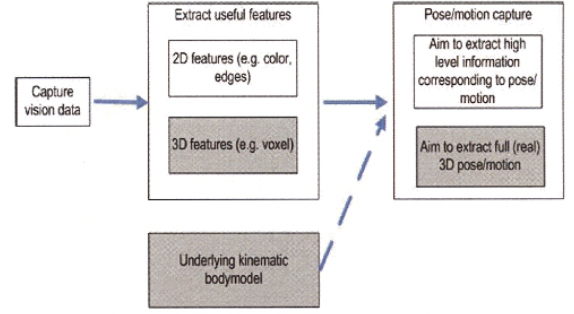 Extract useful features
Pose/motion capture
Capture
vision data
2D features (e.g. color,
edges)
3D features (e.g. voxel)
Aim to extract high
level information
corresponding to pose/
motion
Aim to extract full (real)
3D pose/motion
Underlying kinematic
bodymodel